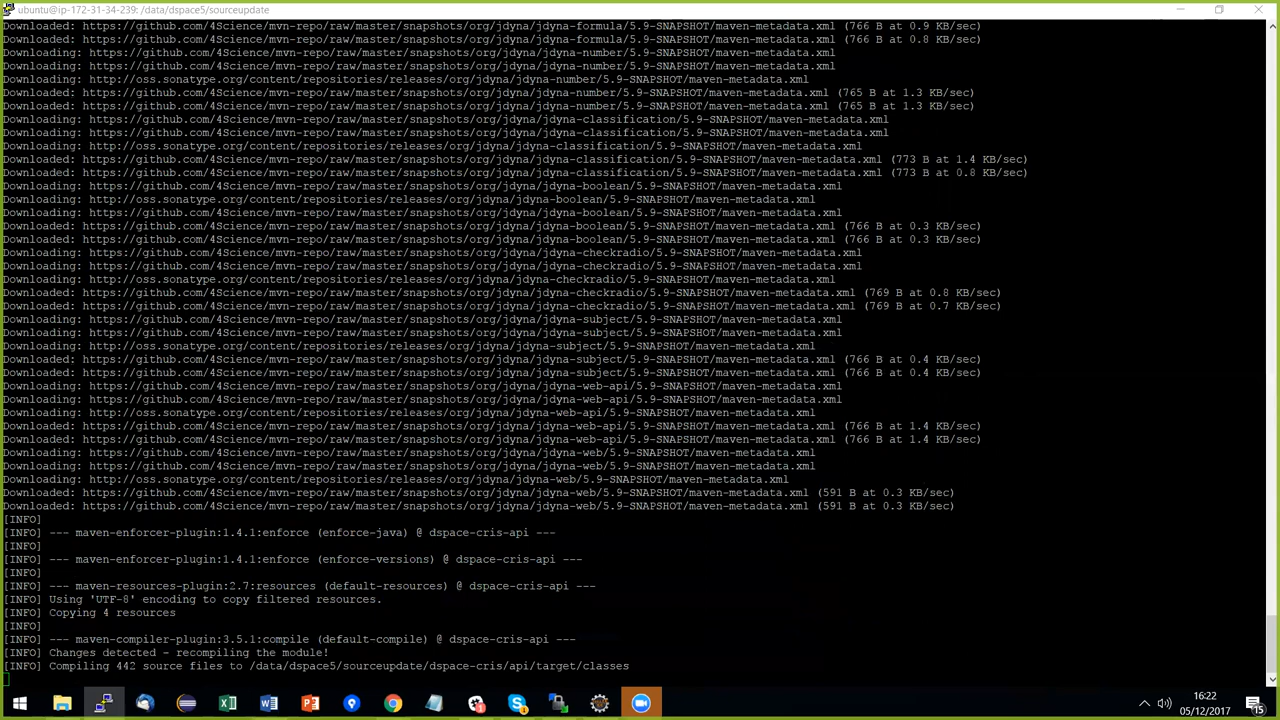 ubuntu@ip-172-31-34-239: /data/dspace5/sourceupdate
Downloaded: https://github.com/4Science/mvn-repo/raw/master/snapshots/org/jdyna/jdyna-formula/5.9-SNAPSHOT/maven-metadata.xml (766 B at 0.9 KB/sec)
Downloaded: https://github.com/4Science/mvn-repo/raw/master/snapshots/org/jdyna/jdyna-formula/5.9-SNAPSHOT/maven-metadata.xml (766 B at 0.8 KB/sec)
Downloading: https://github.com/4Science/mvn-repo/raw/master/snapshots/org/jdyna/jdyna-number/5.9-SNAPSHOT/maven-metadata.xml
Downloading: https://github.com/4Science/mvn-repo/raw/master/snapshots/org/jdyna/jdyna-number/5.9-SNAPSHOT/maven-metadata.xml
Downloading: http://oss.sonatype.org/content/repositories/releases/org/jdyna/jdyna-number/5.9-SNAPSHOT/maven-metadata.xml
Downloaded: https://github.com/4Science/mvn-repo/raw/master/snapshots/org/jdyna/jdyna-number/5.9-SNAPSHOT/maven-metadata.xml (765 B at 1.3 KB/sec)
Downloaded: https://github.com/4Science/mvn-repo/raw/master/snapshots/org/jdyna/jdyna-number/5.9-SNAPSHOT/maven-metadata.xml (765 B at 1.3 KB/sec)
Downloading: https://github.com/4Science/mvn-repo/raw/master/snapshots/org/jdyna/jdyna-classification/5.9-SNAPSHOT/maven-metadata.xml
Downloading: https://github.com/4Science/mvn-repo/raw/master/snapshots/org/jdyna/jdyna-classification/5.9-SNAPSHOT/maven-metadata.xml
Downloading: http://oss.sonatype.org/content/repositories/releases/org/jdyna/jdyna-classification/5.9-SNAPSHOT/maven-metadata.xml
Downloaded: https://github.com/4Science/mvn-repo/raw/master/snapshots/org/jdyna/jdyna-classification/5.9-SNAPSHOT/maven-metadata.xml (773 B at 1.4 KB/sec)
Downloaded: https://github.com/4Science/mvn-repo/raw/master/snapshots/org/jdyna/jdyna-classification/5.9-SNAPSHOT/maven-metadata.xml (773 B at 0.8 KB/sec)
Downloading: https://github.com/4Science/mvn-repo/raw/master/snapshots/org/jdyna/jdyna-boolean/5.9-SNAPSHOT/maven-metadata.xml
Downloading: http://oss.sonatype.org/content/repositories/releases/org/jdyna/jdyna-boolean/5.9-SNAPSHOT/maven-metadata.xml
Downloading: https://github.com/4Science/mvn-repo/raw/master/snapshots/org/jdyna/jdyna-boolean/5.9-SNAPSHOT/maven-metadata.xml
Downloaded: https://github.com/4Science/mvn-repo/raw/master/snapshots/org/jdyna/jdyna-boolean/5.9-SNAPSHOT/maven-metadata.xml (766 B at 0.3 KB/sec)
Downloaded: https://github.com/4Science/mvn-repo/raw/master/snapshots/org/jdyna/jdyna-boolean/5.9-SNAPSHOT/maven-metadata.xml (766 B at 0.3 KB/sec)
Downloading: https://github.com/4Science/mvn-repo/raw/master/snapshots/org/jdyna/jdyna-checkradio/5.9-SNAPSHOT/maven-metadata.xml
Downloading: https://github.com/4Science/mvn-repo/raw/master/snapshots/org/jdyna/jdyna-checkradio/5.9-SNAPSHOT/maven-metadata.xml
Downloading: http://oss.sonatype.org/content/repositories/releases/org/jdyna/jdyna-checkradio/5.9-SNAPSHOT/maven-metadata.xml
Downloaded: https://github.com/4Science/mvn-repo/raw/master/snapshots/org/jdyna/jdyna-checkradio/5.9-SNAPSHOT/maven-metadata.xml (769 B at 0.8 KB/sec)
Downloaded: https://github.com/4Science/mvn-repo/raw/master/snapshots/org/jdyna/jdyna-checkradio/5.9-SNAPSHOT/maven-metadata.xml (769 B at 0.7 KB/sec)
Downloading: https://github.com/4Science/mvn-repo/raw/master/snapshots/org/jdyna/jdyna-subject/5.9-SNAPSHOT/maven-metadata.xml
Downloading: https://github.com/4Science/mvn-repo/raw/master/snapshots/org/jdyna/jdyna-subject/5.9-SNAPSHOT/maven-metadata.xml
Downloading: http://oss.sonatype.org/content/repositories/releases/org/jdyna/jdyna-subject/5.9-SNAPSHOT/maven-metadata.xml
Downloaded: https://github.com/4Science/mvn-repo/raw/master/snapshots/org/jdyna/jdyna-subject/5.9-SNAPSHOT/maven-metadata.xml (766 B at 0.4 KB/sec)
Downloaded: https://github.com/4Science/mvn-repo/raw/master/snapshots/org/jdyna/jdyna-subject/5.9-SNAPSHOT/maven-metadata.xml (766 B at 0.4 KB/sec)
Downloading: https://github.com/4Science/mvn-repo/raw/master/snapshots/org/jdyna/jdyna-web-api/5.9-SNAPSHOT/maven-metadata.xml
Downloading: https://github.com/4Science/mvn-repo/raw/master/snapshots/org/jdyna/jdyna-web-api/5.9-SNAPSHOT/maven-metadata.xml
Downloading: http://oss.sonatype.org/content/repositories/releases/org/jdyna/jdyna-web-api/5.9-SNAPSHOT/maven-metadata.xml
Downloaded: https://github.com/4Science/mvn-repo/raw/master/snapshots/org/jdyna/jdyna-web-api/5.9-SNAPSHOT/maven-metadata.xml (766 B at 1.4 KB/sec)
Downloaded: https://github.com/4Science/mvn-repo/raw/master/snapshots/org/jdyna/jdyna-web-api/5.9-SNAPSHOT/maven-metadata.xml (766 B at 1.4 KB/sec)
Downloading: https://github.com/4Science/mvn-repo/raw/master/snapshots/org/jdyna/jdyna-web/5.9-SNAPSHOT/maven-metadata.xml
Downloading: https://github.com/4Science/mvn-repo/raw/master/snapshots/org/jdyna/jdyna-web/5.9-SNAPSHOT/maven-metadata.xml
Downloading: http://oss.sonatype.org/content/repositories/releases/org/jdyna/jdyna-web/5.9-SNAPSHOT/maven-metadata.xml
Downloaded: https://github.com/4Science/mvn-repo/raw/master/snapshots/org/jdyna/jdyna-web/5.9-SNAPSHOT/maven-metadata.xml (591 B at 0.3 KB/sec)
Downloaded: https://github.com/4Science/mvn-repo/raw/master/snapshots/org/jdyna/jdyna-web/5.9-SNAPSHOT/maven-metadata.xml (591 B at 0.3 KB/sec)
[INFO]
[INFO] --- maven-enforcer-plugin:1.4.1:enforce (enforce-java) @ dspace-cris-api ---
[INFO]
[INFO] --- maven-enforcer-plugin:1.4.1:enforce (enforce-versions) @ dspace-cris-api ---
[INFO]
[INFO] --- maven-resources-plugin:2.7:resources (default-resources) @ dspace-cris-api ---
[INFO] Using 'UTF-8' encoding to copy filtered resources.
[INFO] Copying 4 resources
[INFO]
[INFO] --- maven-compiler-plugin:3.5.1:compile (default-compile) @ dspace-cris-api ---
[INFO] Changes detected - recompiling the module!
[INFO] Compiling 442 source files to /data/dspace5/sourceupdate/dspace-cris/api/target/classes
16:22
05/12/2017
15